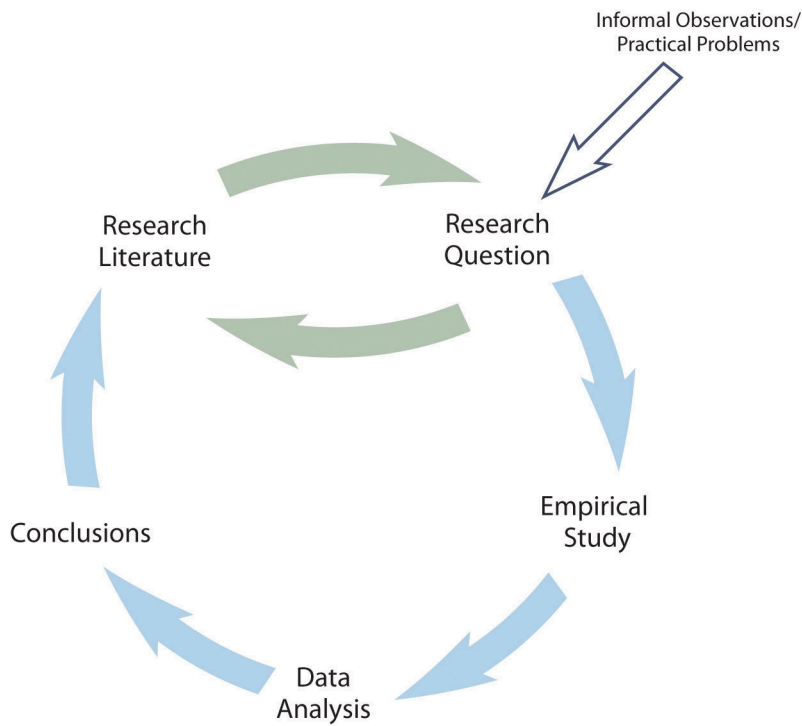 Informal Observations/
Practical Problems
Research
Literature
Research
Question
Empirical
Study
Conclusions
Data
Analysis